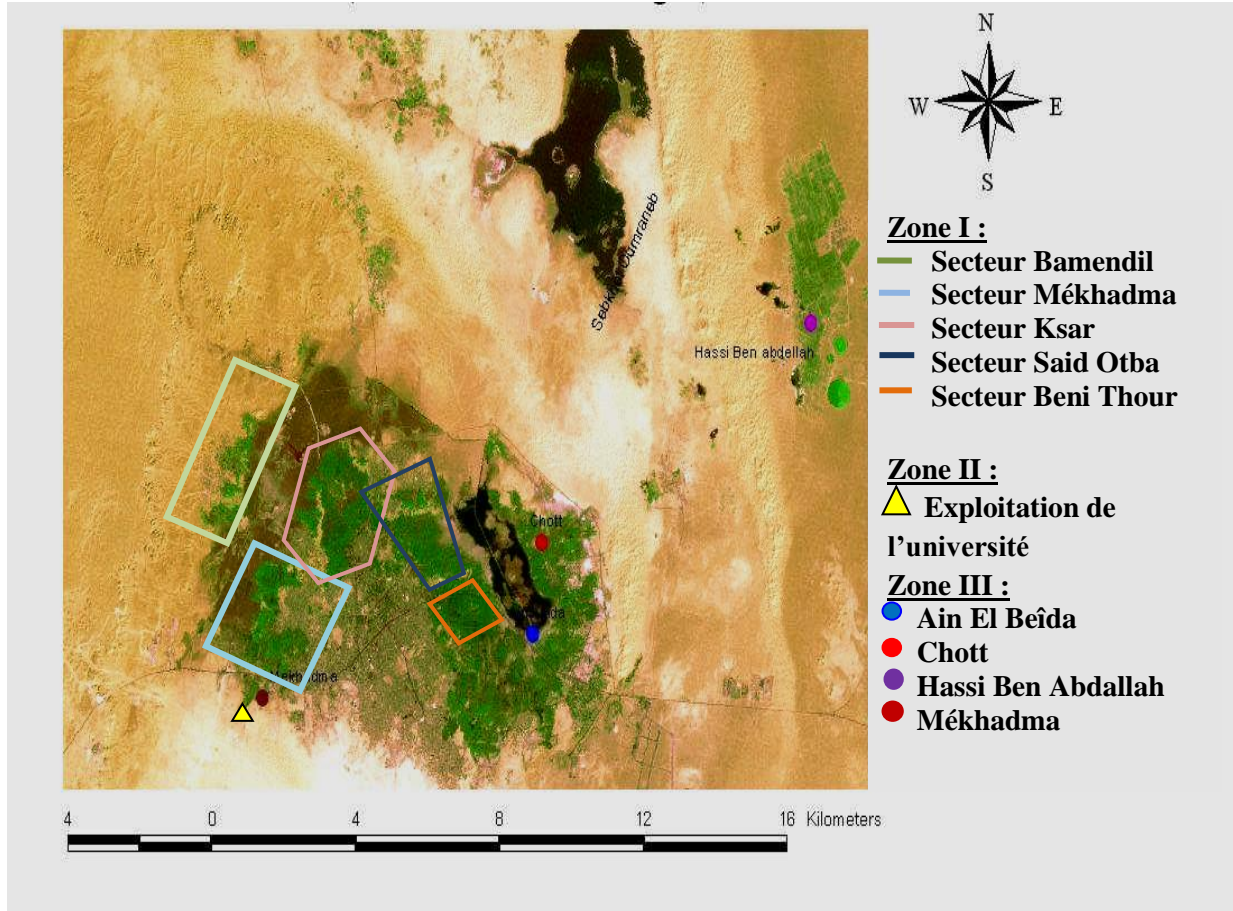 N
W
E
S
Zone I :
Secteur Bamendil
Secteur Mékhadma
Secteur Ksar
Secteur Said Otba
Secteur Beni Thour
Zone II :
Exploitation de
l’université
Zone III :
Ain El Beîda
Chott
Hassi Ben Abdallah
Mékhadma
Hassi Ben abdellah
Chott
4 0 4 8 12 16 Kilometers